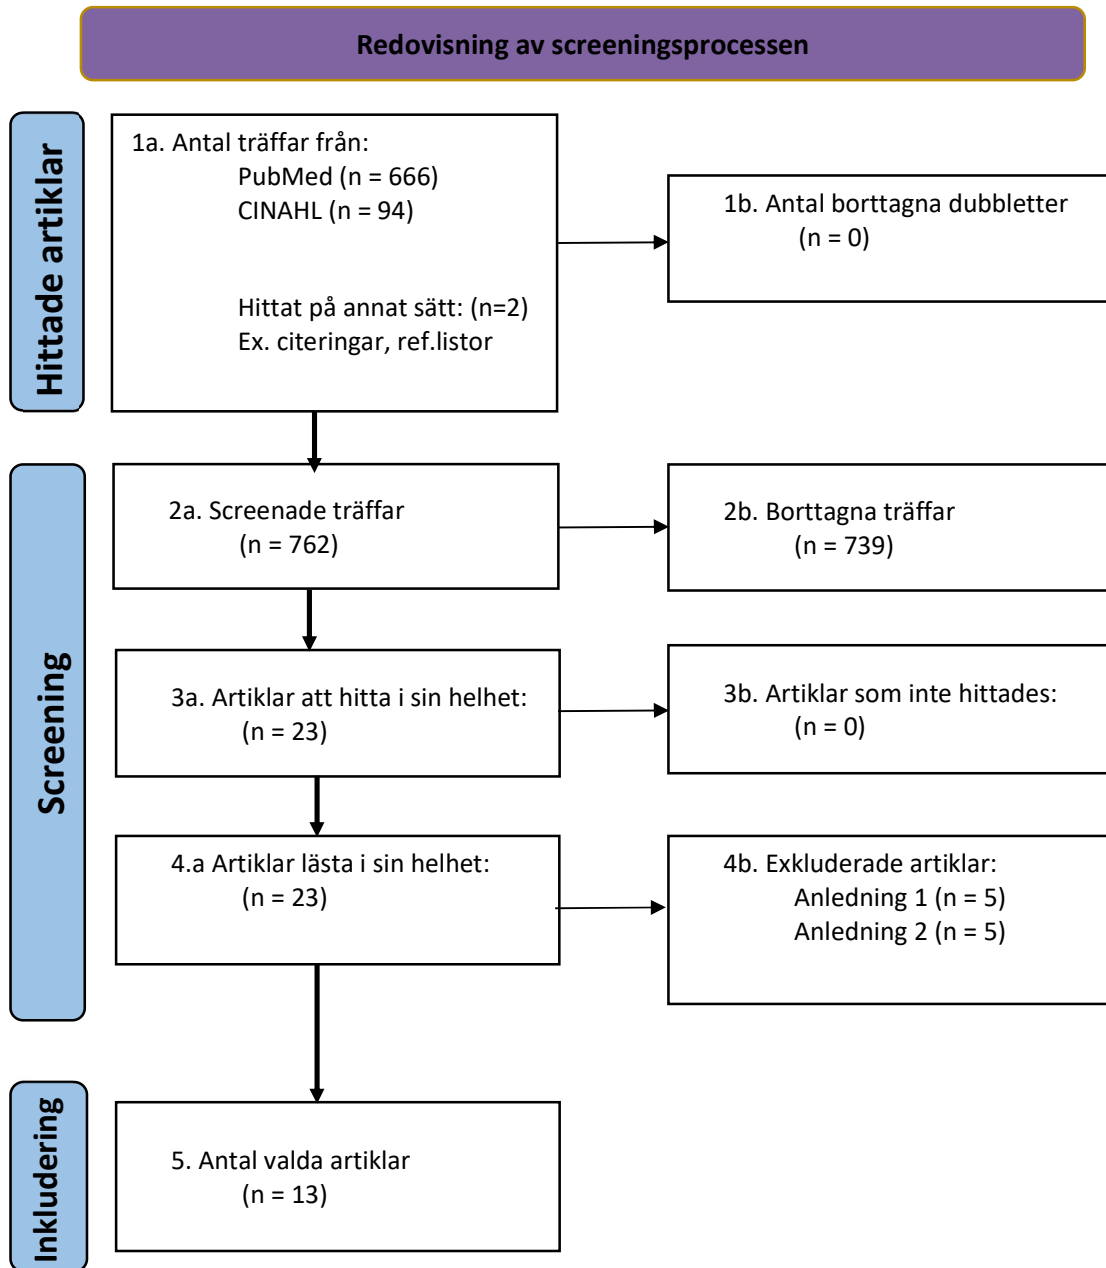 Redovisning av screeningsprocessen
Hittade artiklar
1a. Antal träffar från:
PubMed (n = 666)
CINAHL (n = 94)
Hittat på annat sätt: (n=2)
Ex. citeringar, ref.listor
1b. Antal borttagna dubbletter
(n = 0)
Screening
2a. Screenade träffar
(n = 762)
2b. Borttagna träffar
(n = 739)
3a. Artiklar att hitta i sin helhet:
(n = 23)
3b. Artiklar som inte hittades:
(n = 0)
4.a Artiklar lästa i sin helhet:
(n = 23)
4b. Exkluderade artiklar:
Anledning 1 (n = 5)
Anledning 2 (n = 5)
Inkludering
5. Antal valda artiklar
(n = 13)